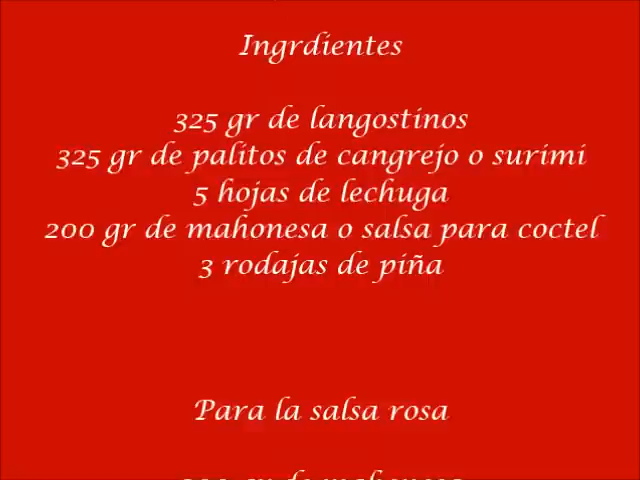 Ingrdientes
325 gr de langostinos
325 gr de palitos de cangrejo o surimi
5 hojas de lechuga
200 gr de mahonesa o salsa para coctel
3 rodajas de piña
Para la salsa rosa